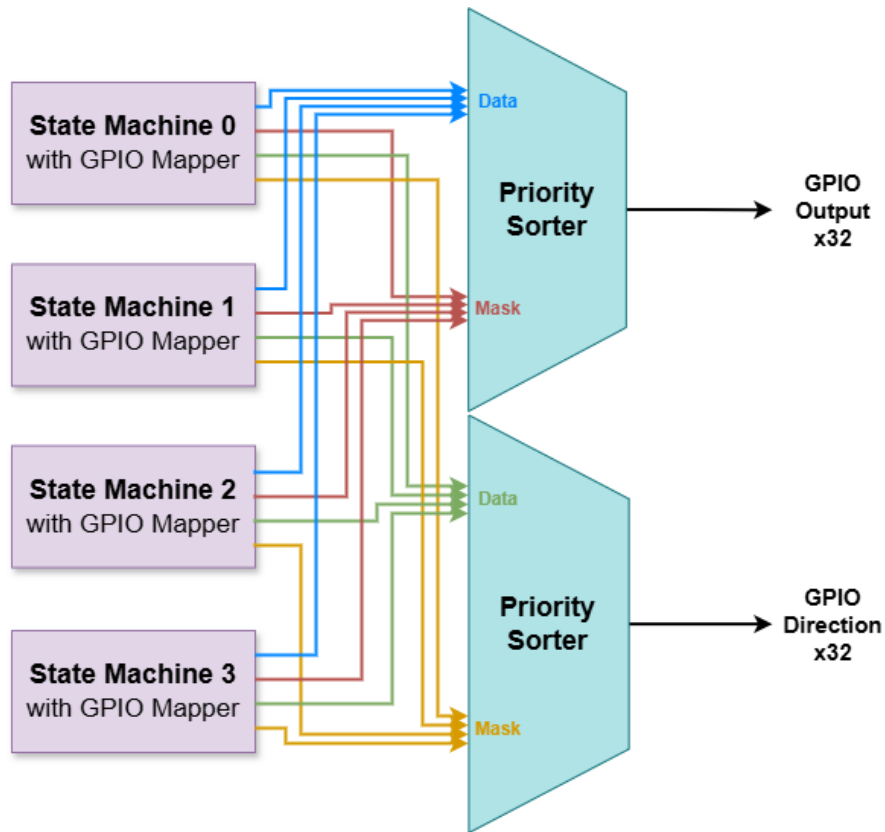 State Machine 0
with GPIO Mapper
State Machine 1
with GPIO Mapper
State Machine 2
with GPIO Mapper
State Machine 3
with GPIO Mapper
Data
Priority
Sorter
Mask
GPIO
Output
x32
Data
Priority
Sorter
Mask
GPIO
Direction
x32